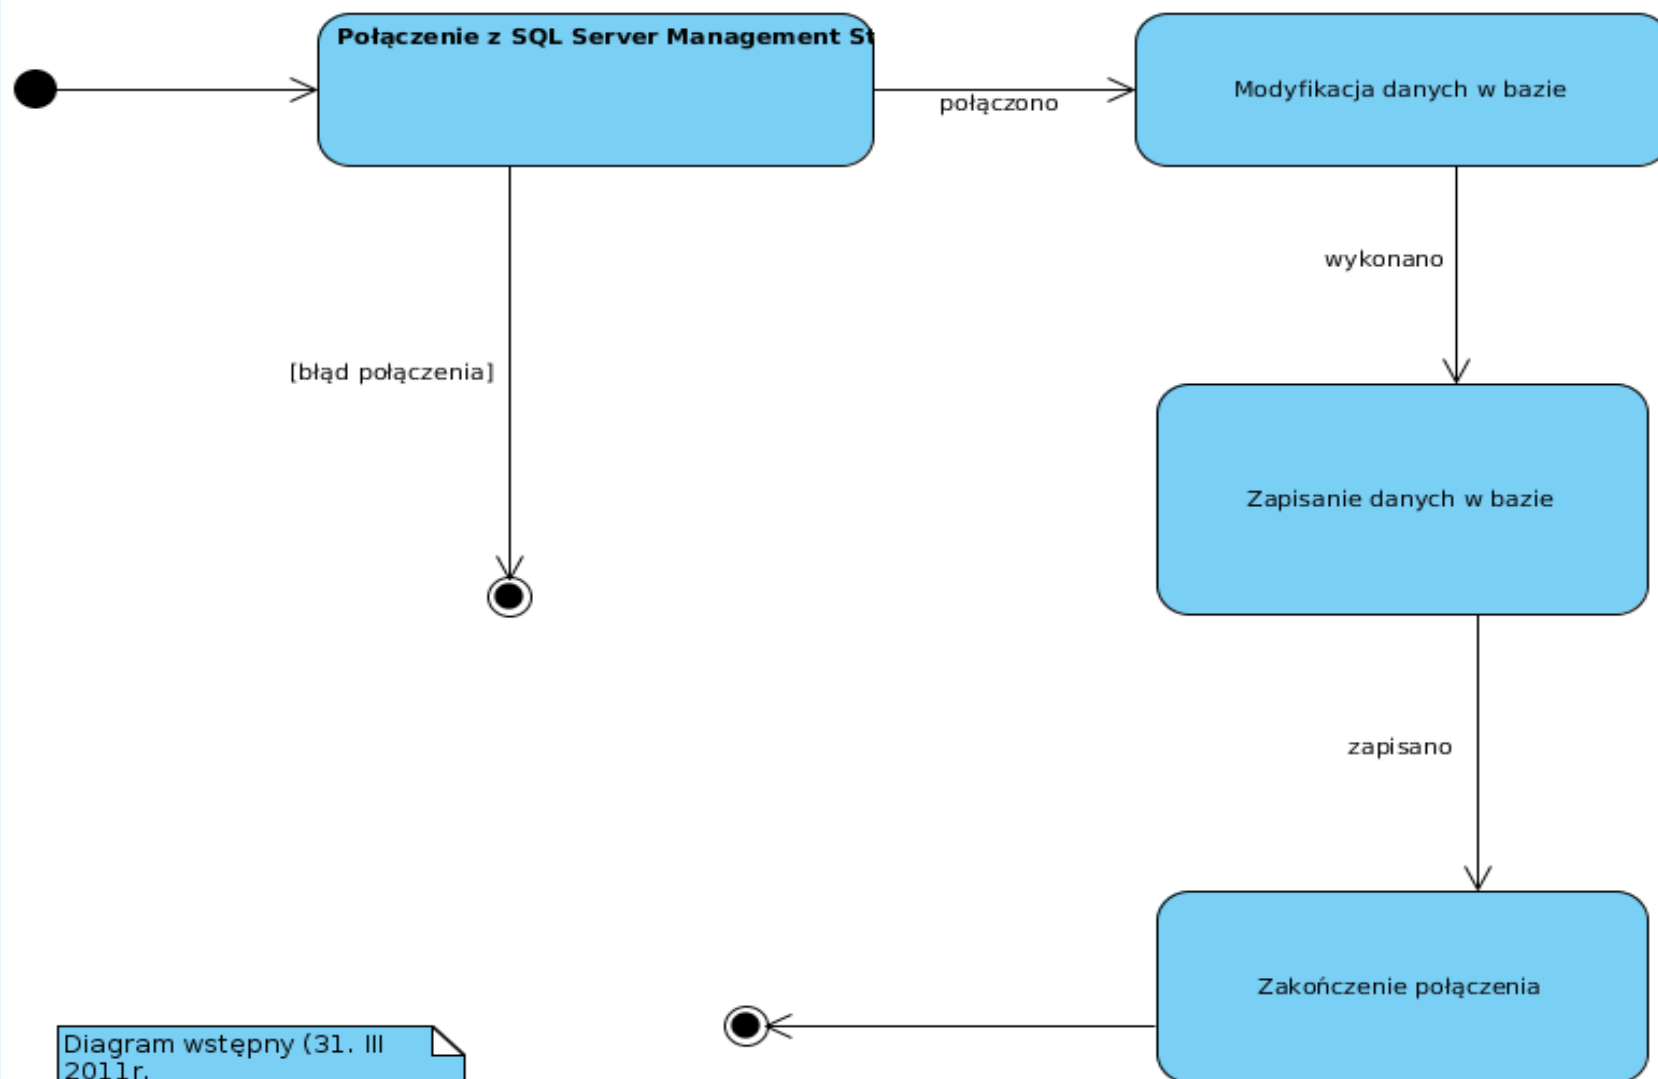 Połączenie z SQL Server Management St
połączono
Modyfikacja danych w bazie
wykonano
[błąd połączenia]
Zapisanie danych w bazie
zapisano
Zakończenie połączenia
Diagram wstępny (31. III
2011r.